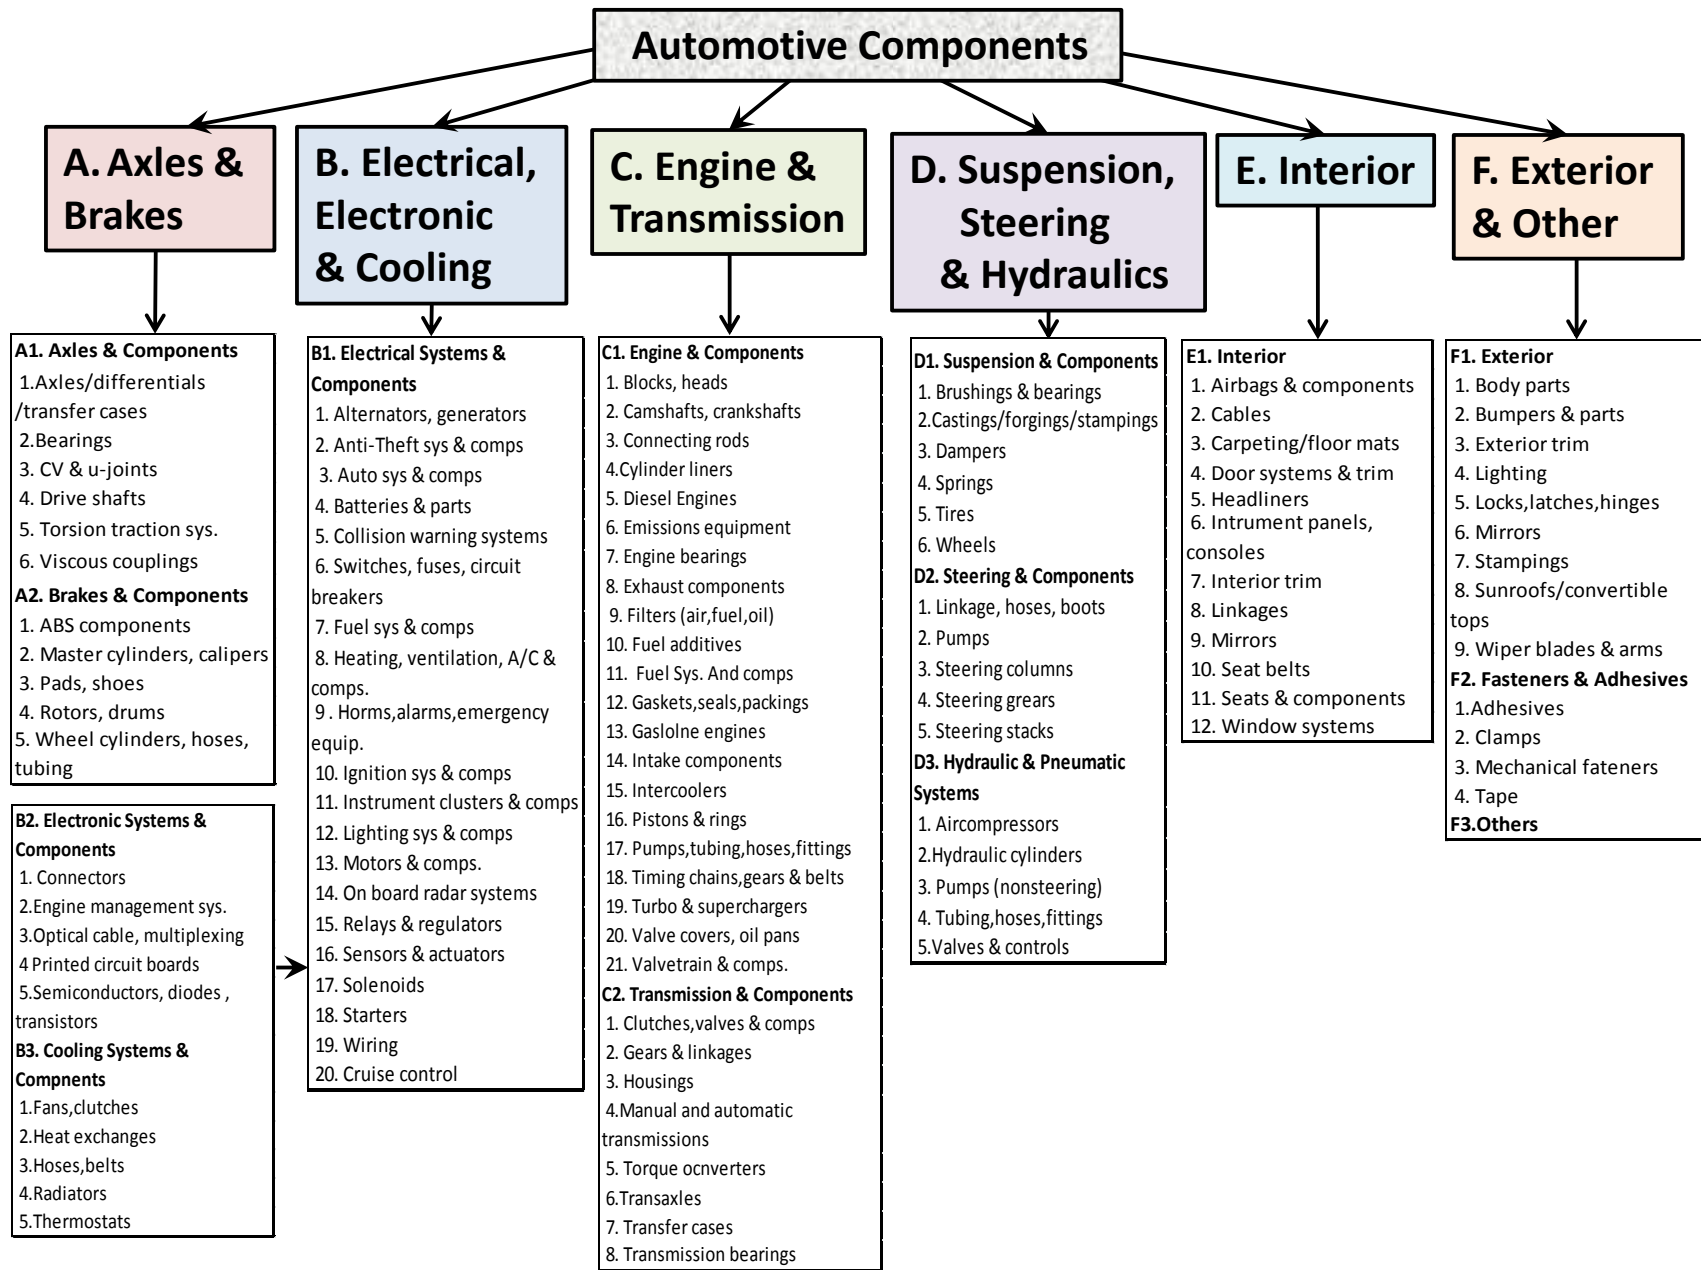 Automotive Components
A. Axles &
Brakes
B. Electrical,
Electronic
& Cooling
C. Engine &
Transmission
D. Suspension,
Steering
& Hydraulics
E. Interior
F. Exterior
& Other
A1. Axles & Components
1.Axles/differentials
/transfer cases
2.Bearings
3. CV & u-joints
4. Drive shafts
5. Torsion traction sys.
6. Viscous couplings
A2. Brakes & Components
1. ABS components
2. Master cylinders, calipers
3. Pads, shoes
4. Rotors, drums
5. Wheel cylinders, hoses,
tubing
B2. Electronic Systems &
Components
1. Connectors
2.Engine management sys.
3.Optical cable, multiplexing
4 Printed circuit boards
5.Semiconductors, diodes ,
transistors
B3. Cooling Systems &
Compnents
1.Fans,clutches
2.Heat exchanges
3.Hoses,belts
4.Radiators
5.Thermostats
B1. Electrical Systems &
Components
1. Alternators, generators
2. Anti-Theft sys & comps
3. Auto sys & comps
4. Batteries & parts
5. Collision warning systems
6. Switches, fuses, circuit
breakers
7. Fuel sys & comps
8. Heating, ventilation, A/C &
comps.
9 . Horms,alarms,emergency
equip.
10. Ignition sys & comps
11. Instrument clusters & comps
12. Lighting sys & comps
13. Motors & comps.
14. On board radar systems
15. Relays & regulators
16. Sensors & actuators
17. Solenoids
18. Starters
19. Wiring
20. Cruise control
C1. Engine & Components
1. Blocks, heads
2. Camshafts, crankshafts
3. Connecting rods
4.Cylinder liners
5. Diesel Engines
6. Emissions equipment
7. Engine bearings
8. Exhaust components
9. Filters (air,fuel,oil)
10. Fuel additives
11. Fuel Sys. And comps
12. Gaskets,seals,packings
13. Gaslolne engines
14. Intake components
15. Intercoolers
16. Pistons & rings
17. Pumps,tubing,hoses,fittings
18. Timing chains,gears & belts
19. Turbo & superchargers
20. Valve covers, oil pans
21. Valvetrain & comps.
C2. Transmission & Components
1. Clutches,valves & comps
2. Gears & linkages
3. Housings
4.Manual and automatic
transmissions
5. Torque ocnverters
6.Transaxles
7. Transfer cases
8. Transmission bearings
D1. Suspension & Components
1. Brushings & bearings
2.Castings/forgings/stampings
3. Dampers
4. Springs
5. Tires
6. Wheels
D2. Steering & Components
1. Linkage, hoses, boots
2. Pumps
3. Steering columns
4. Steering grears
5. Steering stacks
D3. Hydraulic & Pneumatic
Systems
1. Aircompressors
2.Hydraulic cylinders
3. Pumps (nonsteering)
4. Tubing,hoses,fittings
5.Valves & controls
E1. Interior
1. Airbags & components
2. Cables
3. Carpeting/floor mats
4. Door systems & trim
5. Headliners
6. Intrument panels,
consoles
7. Interior trim
8. Linkages
9. Mirrors
10. Seat belts
11. Seats & components
12. Window systems
F1. Exterior
1. Body parts
2. Bumpers & parts
3. Exterior trim
4. Lighting
5. Locks,latches,hinges
6. Mirrors
7. Stampings
8. Sunroofs/convertible
tops
9. Wiper blades & arms
F2. Fasteners & Adhesives
1.Adhesives
2. Clamps
3. Mechanical fateners
4. Tape
F3.Others